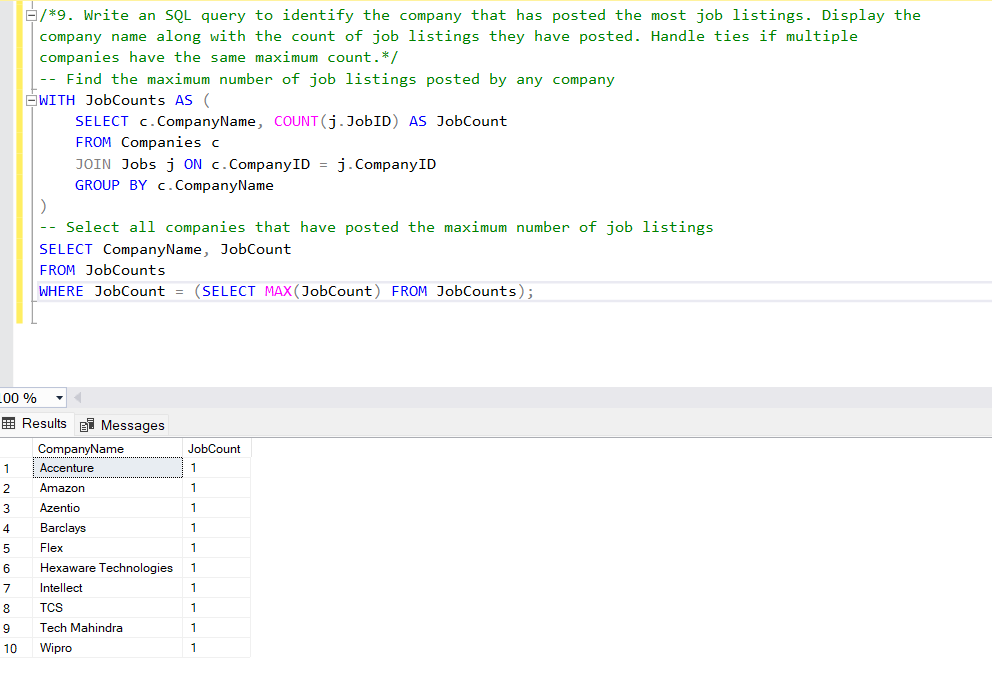 /*9. Write an SQL query to identify the company that has posted the most job listings. Display the
company name along with the count of job listings they have posted. Handle ties if multiple
companies have the same maximum count.*/
-- Find the maximum number of job listings posted by any company
WITH JobCounts AS (
SELECT c.CompanyName, COUNT(j.JobID) AS JobCount
FROM Companies c
JOIN Jobs j ON c.CompanyID = j.CompanyID
GROUP BY c.CompanyName
)
-- Select all companies that have posted the maximum number of job listings
SELECT CompanyName, JobCount
FROM JobCounts
WHERE JobCount = (SELECT MAX(JobCount) FROM JobCounts);
.00 %
Results Messages
CompanyName JobCount
1 Accenture 1
2 Amazon 1
3 Azentio 1
4 Barclays 1
5 Flex 1
6 Hexaware Technologies 1
7 Intellect 1
8 TCS 1
9 Tech Mahindra 1
10 Wipro 1